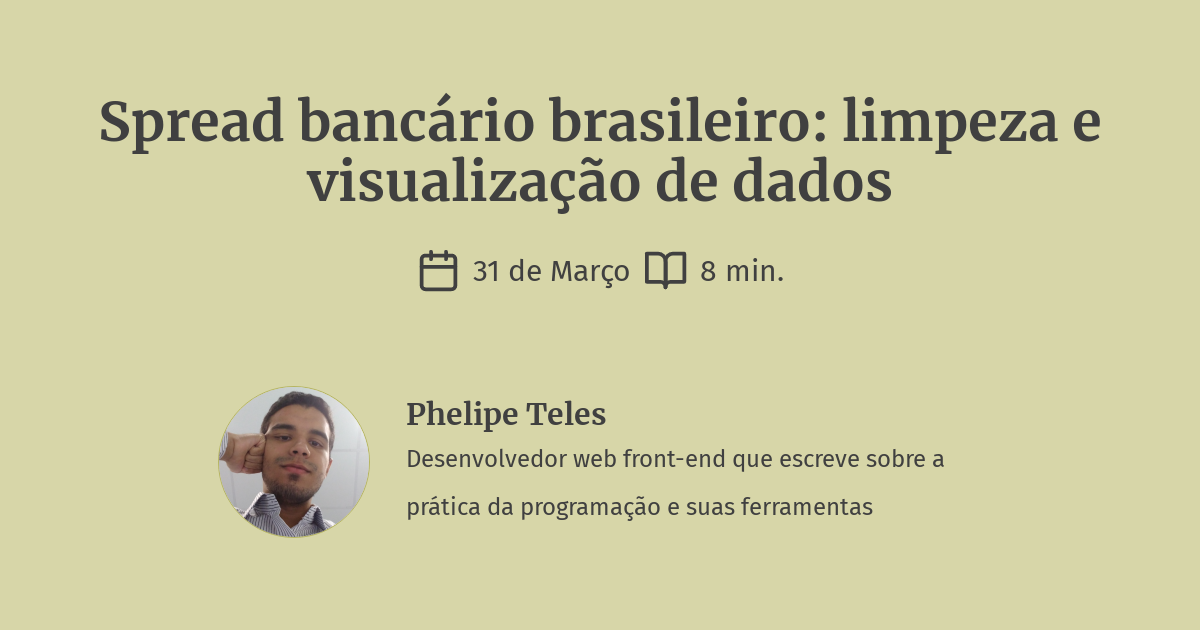 Spread bancário brasileiro: limpeza e
visualização de dados
31 de Março 8 min.
Phelipe Teles
Desenvolvedor web front-end que escreve sobre a
prática da programação e suas ferramentas